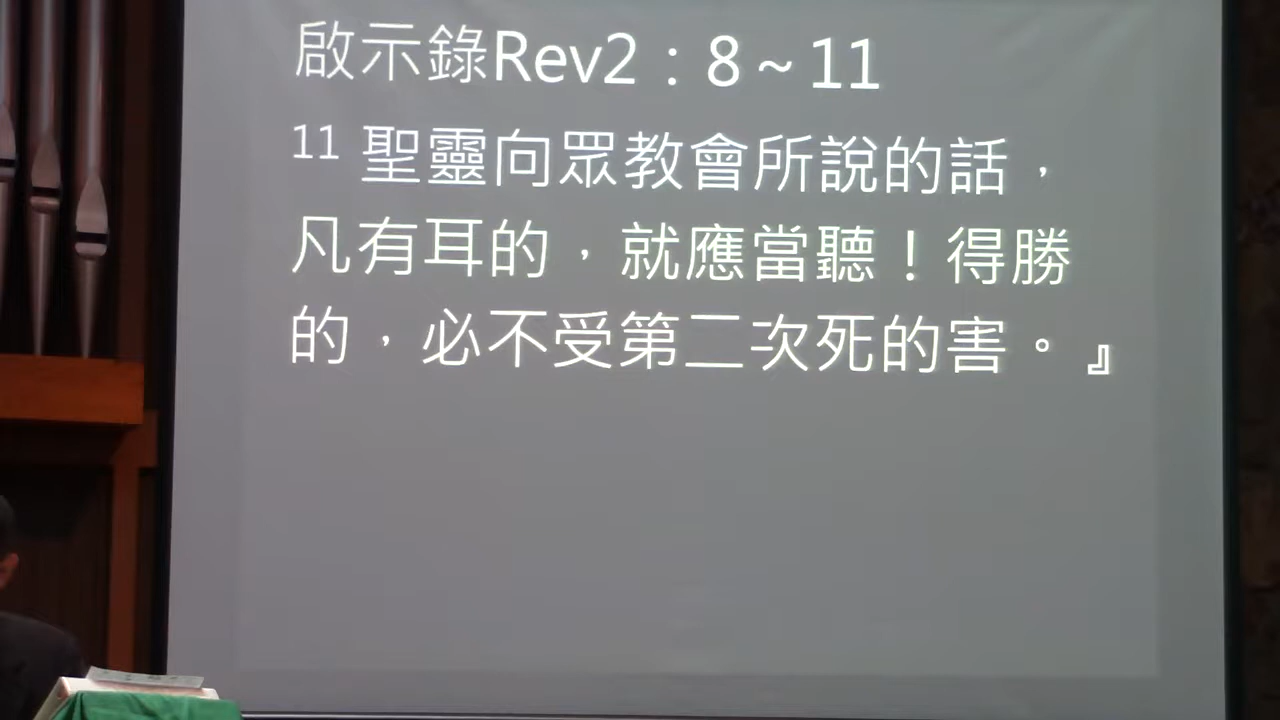 啟示錄Rev2：8~11
11 聖靈向眾教會所說的話，
凡有耳的，就應當聽！得勝
的，必不受第二次死的害。』